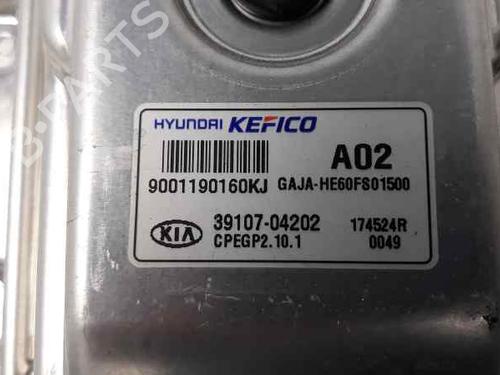 HYUNDAI KEFICO
A02
9001190160KJ GAJA-HE60FS01500
KIA
39107-04202 174524R
CPEGP2.10.1 0049
B-PARTS